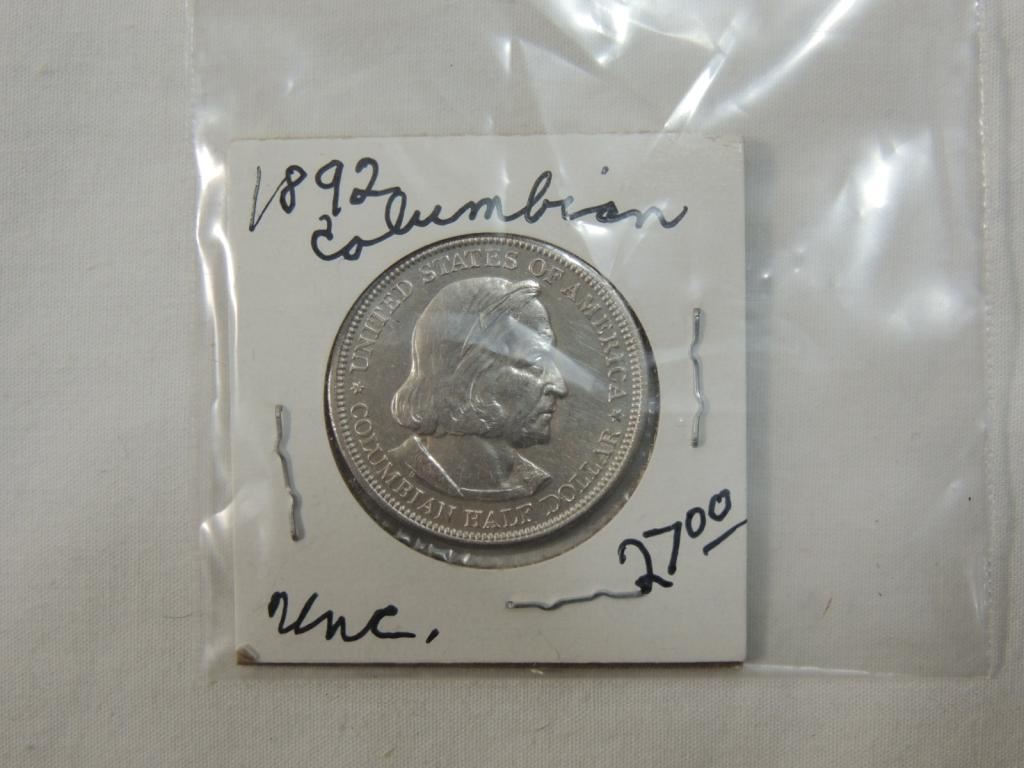 1892
Columbian
UNITED STATES OF AMERICA
* COLUMBIAN HALF DOLLAR *
Unc.
2700